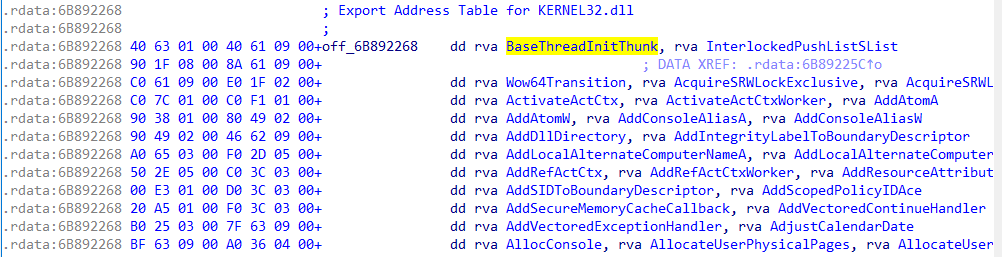 .rdata:6B892268 ; Export Address Table for KERNEL32.dll
.rdata:6B892268 ;
.rdata:6B892268 40 63 01 00 40 61 09 00+off_6B892268 dd rva BaseThreadInitThunk, rva InterlockedPushListSList
.rdata:6B892268 90 1F 08 00 8A 61 09 00+ ; DATA XREF: .rdata:6B89225C↑o
.rdata:6B892268 C0 61 09 00 E0 1F 02 00+ dd rva Wow64Transition, rva AcquireSRWLockExclusive, rva AcquireSRWL
.rdata:6B892268 C0 7C 01 00 C0 F1 01 00+ dd rva ActivateActCtx, rva ActivateActCtxWorker, rva AddAtomA
.rdata:6B892268 90 38 01 00 80 49 02 00+ dd rva AddAtomW, rva AddConsoleAliasA, rva AddConsoleAliasW
.rdata:6B892268 90 49 02 00 46 62 09 00+ dd rva AddDllDirectory, rva AddIntegrityLabelToBoundaryDescriptor
.rdata:6B892268 A0 65 03 00 F0 2D 05 00+ dd rva AddLocalAlternateComputerNameA, rva AddLocalAlternateComputer
.rdata:6B892268 50 2E 05 00 C0 3C 03 00+ dd rva AddRefActCtx, rva AddRefActCtxWorker, rva AddResourceAttribut
.rdata:6B892268 00 E3 01 00 D0 3C 03 00+ dd rva AddSIDToBoundaryDescriptor, rva AddScopedPolicyIDAce
.rdata:6B892268 20 A5 01 00 F0 3C 03 00+ dd rva AddSecureMemoryCacheCallback, rva AddVectoredContinueHandler
.rdata:6B892268 B0 25 03 00 7F 63 09 00+ dd rva AddVectoredExceptionHandler, rva AdjustCalendarDate
.rdata:6B892268 BF 63 09 00 A0 36 04 00+ dd rva AllocConsole, rva AllocateUserPhysicalPages, rva AllocateUser